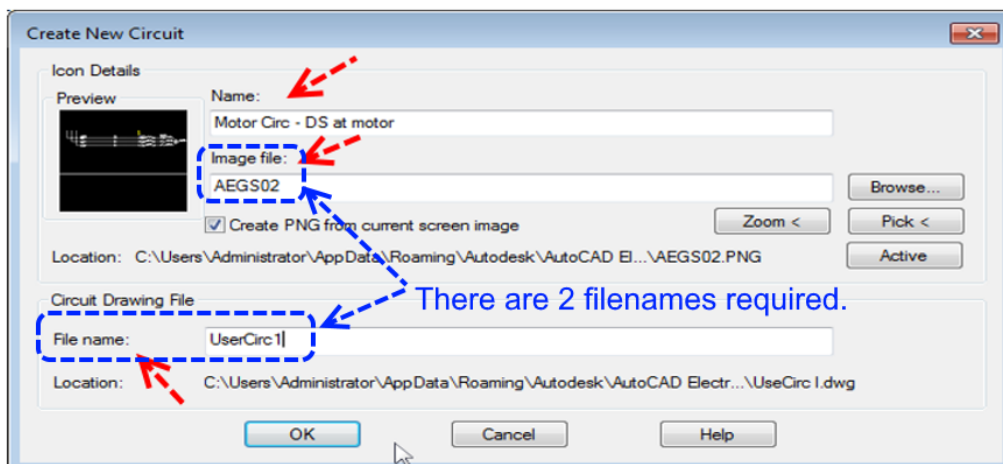 Create New Circuit
Icon Details
Preview
Name:
Motor Circ - DS at motor
Image file:
AEGS02
Browse...
Create PNG from current screen image
Zoom <
Pick <
Location: C:\Users\Administrator\AppData\Roaming\Autodesk\AutoCAD El...\AEGS02.PNG
Active
Circuit Drawing File
There are 2 filenames required.
File name:
UserCirc1
Location: C:\Users\Administrator\AppData\Roaming\Autodesk\AutoCAD Electr...\UseCirc I.dwg
OK
Cancel
Help